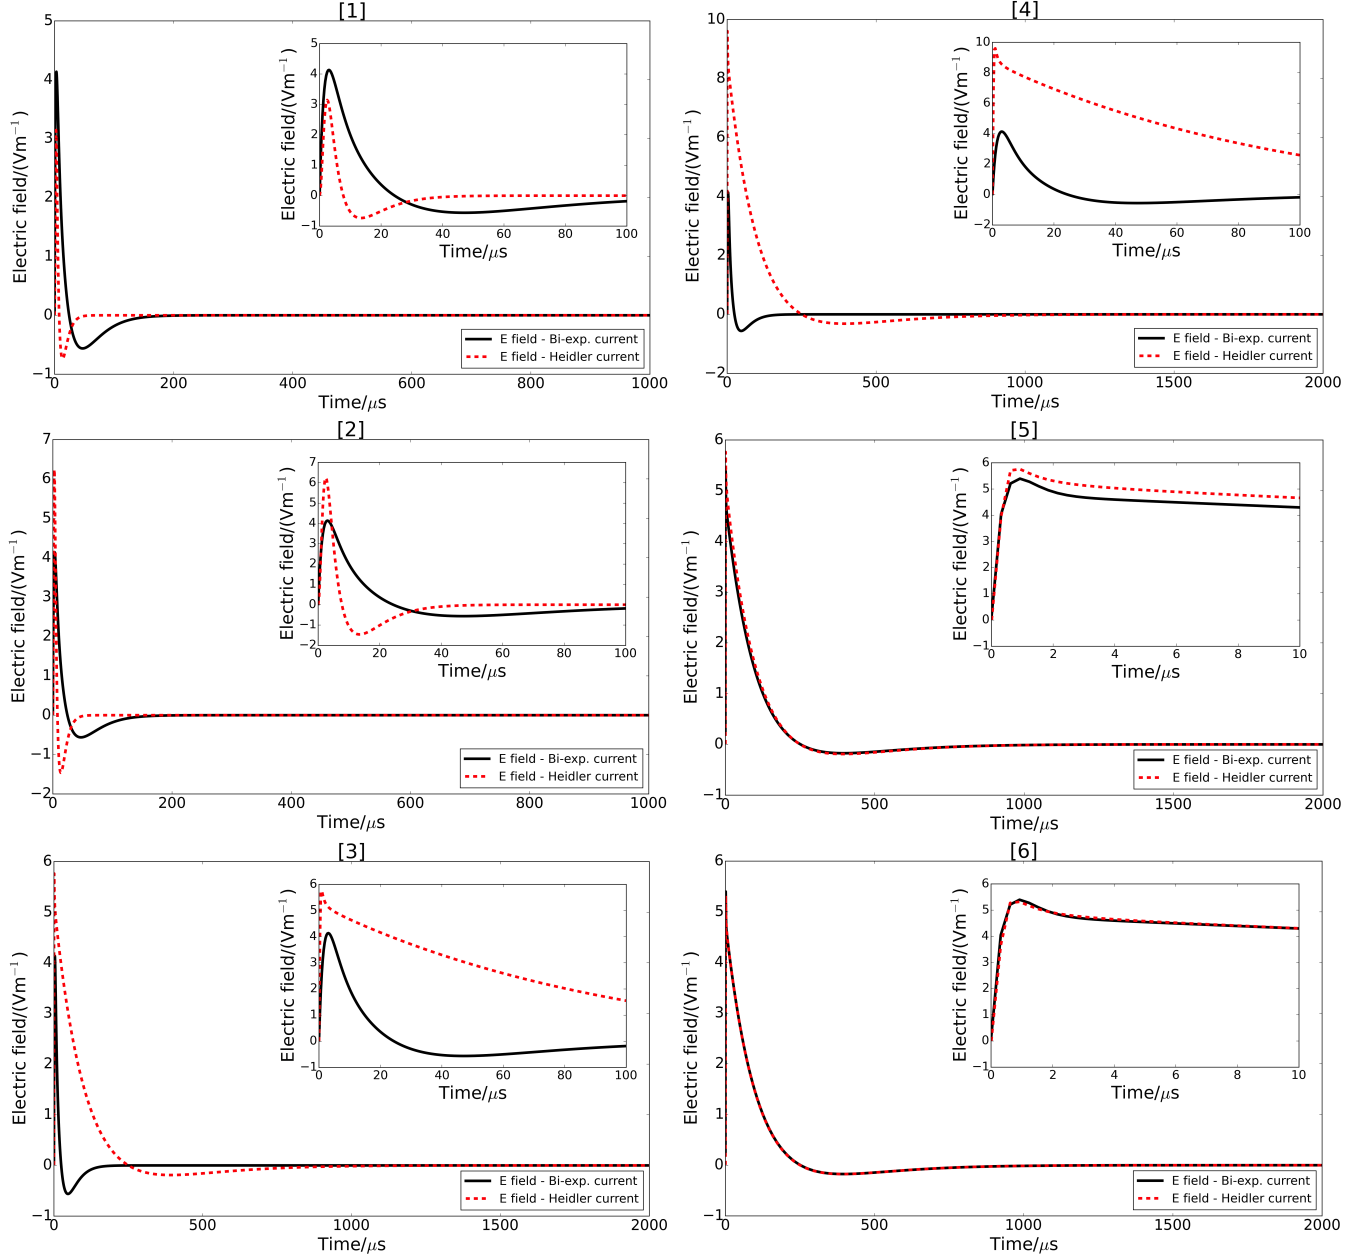 [1]
Electric field/(Vm⁻¹)
5
4
3
2
1
0
−1
0 200 400 600 800 1000
Time/μs
Electric field/(Vm⁻¹)
5
4
3
2
1
0
−1
0 20 40 60 80 100
Time/μs
E field - Bi-exp. current
E field - Heidler current
[4]
Electric field/(Vm⁻¹)
10
8
6
4
2
0
−2
0 500 1000 1500 2000
Time/μs
Electric field/(Vm⁻¹)
10
8
6
4
2
0
−2
0 20 40 60 80 100
Time/μs
E field - Bi-exp. current
E field - Heidler current
[2]
Electric field/(Vm⁻¹)
7
6
5
4
3
2
1
0
−1
−2
0 200 400 600 800 1000
Time/μs
Electric field/(Vm⁻¹)
7
6
5
4
3
2
1
0
−1
−2
0 20 40 60 80 100
Time/μs
E field - Bi-exp. current
E field - Heidler current
[5]
Electric field/(Vm⁻¹)
6
5
4
3
2
1
0
−1
0 500 1000 1500 2000
Time/μs
Electric field/(Vm⁻¹)
6
5
4
3
2
1
0
−1
0 2 4 6 8 10
Time/μs
E field - Bi-exp. current
E field - Heidler current
[3]
Electric field/(Vm⁻¹)
6
5
4
3
2
1
0
−1
0 500 1000 1500 2000
Time/μs
Electric field/(Vm⁻¹)
6
5
4
3
2
1
0
−1
0 20 40 60 80 100
Time/μs
E field - Bi-exp. current
E field - Heidler current
[6]
Electric field/(Vm⁻¹)
6
5
4
3
2
1
0
−1
0 500 1000 1500 2000
Time/μs
Electric field/(Vm⁻¹)
6
5
4
3
2
1
0
−1
0 2 4 6 8 10
Time/μs
E field - Bi-exp. current
E field - Heidler current